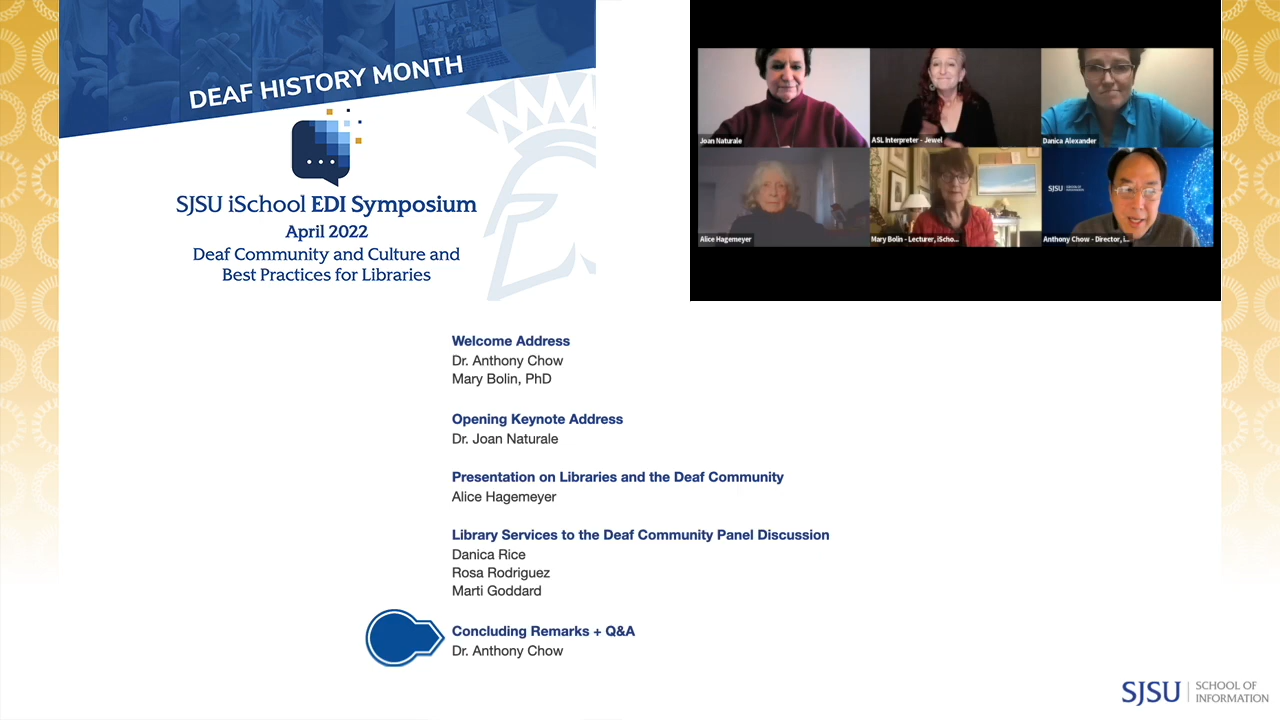 DEAF HISTORY MONTH
SJSU iSchool EDI Symposium
April 2022
Deaf Community and Culture and
Best Practices for Libraries
Joan Naturale
ASL Interpreter - Jewel
Danica Alexander
SJSU | SCHOOL OF INFORMATION
Alice Hagemeyer
Mary Bolin - Lecturer, iScho...
Anthony Chow - Director, i...
Welcome Address
Dr. Anthony Chow
Mary Bolin, PhD
Opening Keynote Address
Dr. Joan Naturale
Presentation on Libraries and the Deaf Community
Alice Hagemeyer
Library Services to the Deaf Community Panel Discussion
Danica Rice
Rosa Rodriguez
Marti Goddard
Concluding Remarks + Q&A
Dr. Anthony Chow
SJSU | SCHOOL OF
INFORMATION